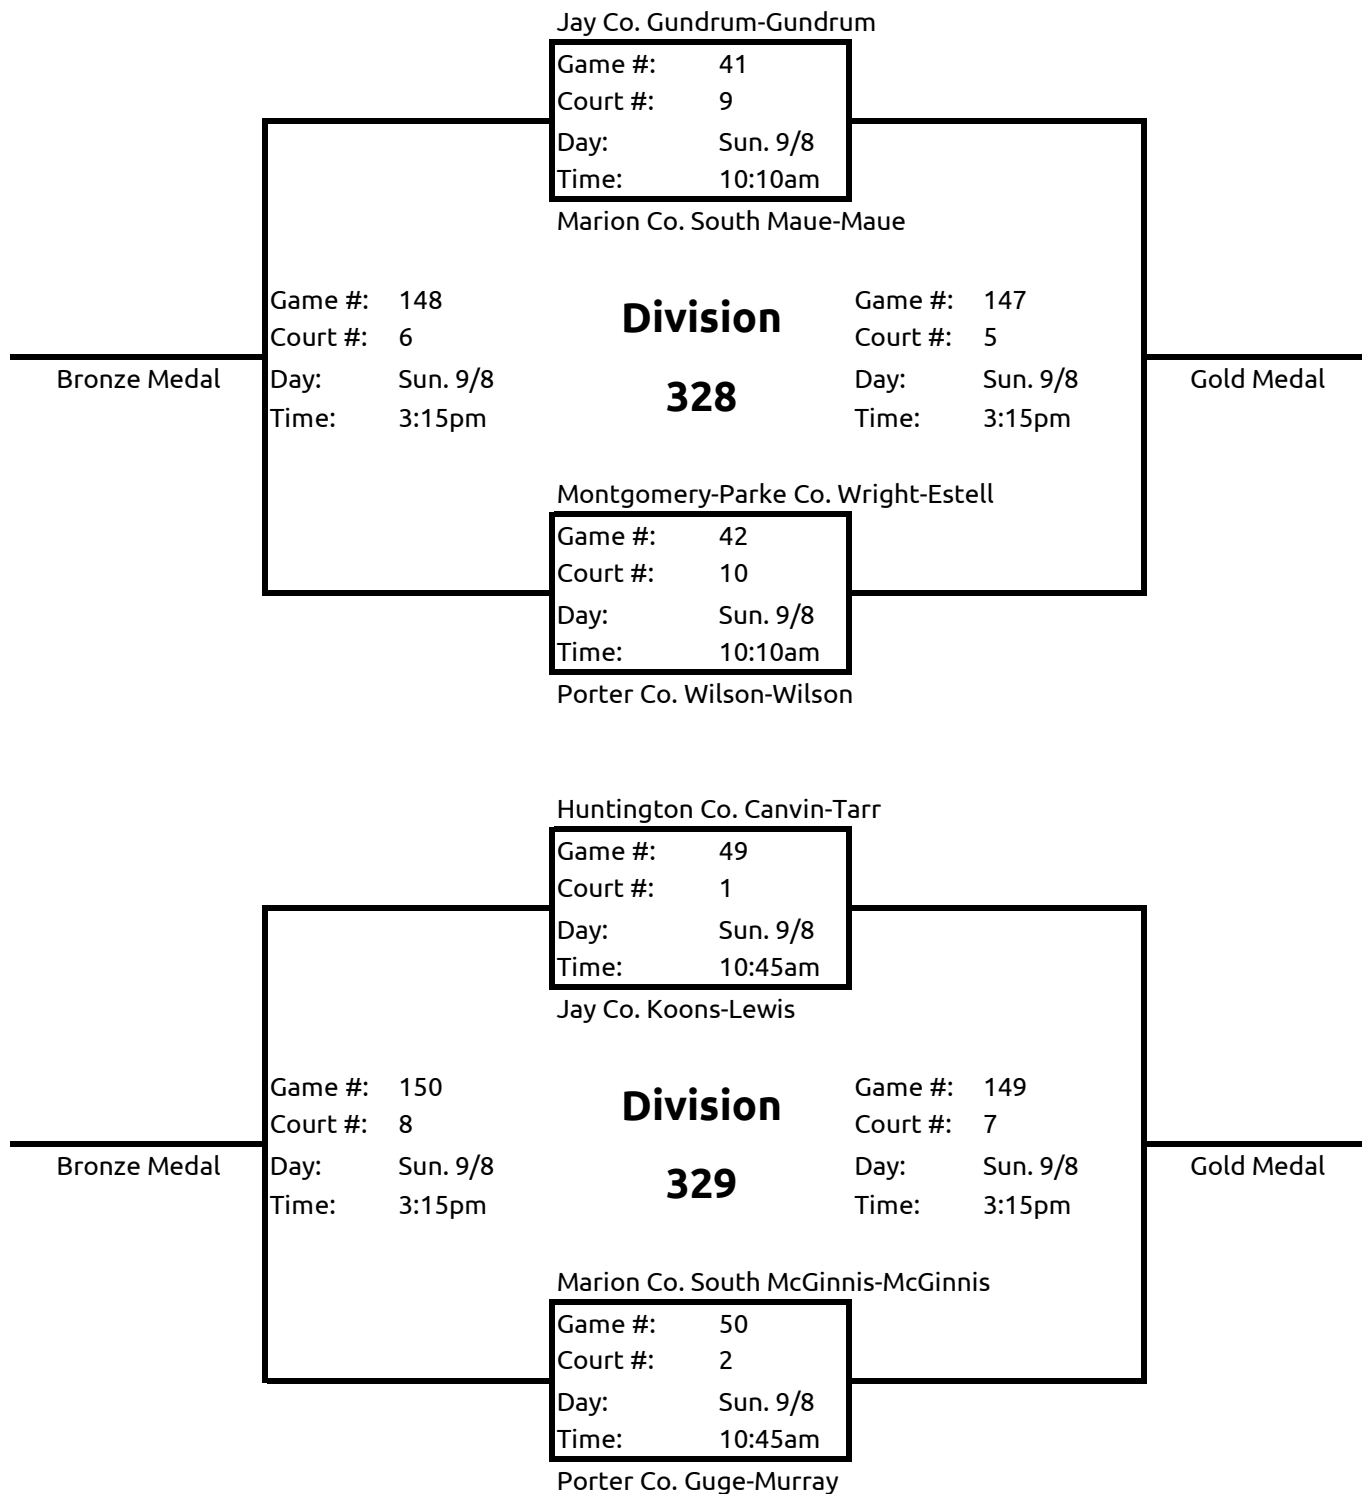 Jay Co. Gundrum-Gundrum
Game #: 41
Court #: 9
Day: Sun. 9/8
Time: 10:10am
Marion Co. South Maue-Maue
Game #: 148
Court #: 6
Bronze Medal
Day: Sun. 9/8
Time: 3:15pm
Division
328
Game #: 147
Court #: 5
Day: Sun. 9/8
Time: 3:15pm
Gold Medal
Montgomery-Parke Co. Wright-Estell
Game #: 42
Court #: 10
Day: Sun. 9/8
Time: 10:10am
Porter Co. Wilson-Wilson
Huntington Co. Canvin-Tarr
Game #: 49
Court #: 1
Day: Sun. 9/8
Time: 10:45am
Jay Co. Koons-Lewis
Game #: 150
Court #: 8
Bronze Medal
Day: Sun. 9/8
Time: 3:15pm
Division
329
Game #: 149
Court #: 7
Day: Sun. 9/8
Time: 3:15pm
Gold Medal
Marion Co. South McGinnis-McGinnis
Game #: 50
Court #: 2
Day: Sun. 9/8
Time: 10:45am
Porter Co. Guge-Murray